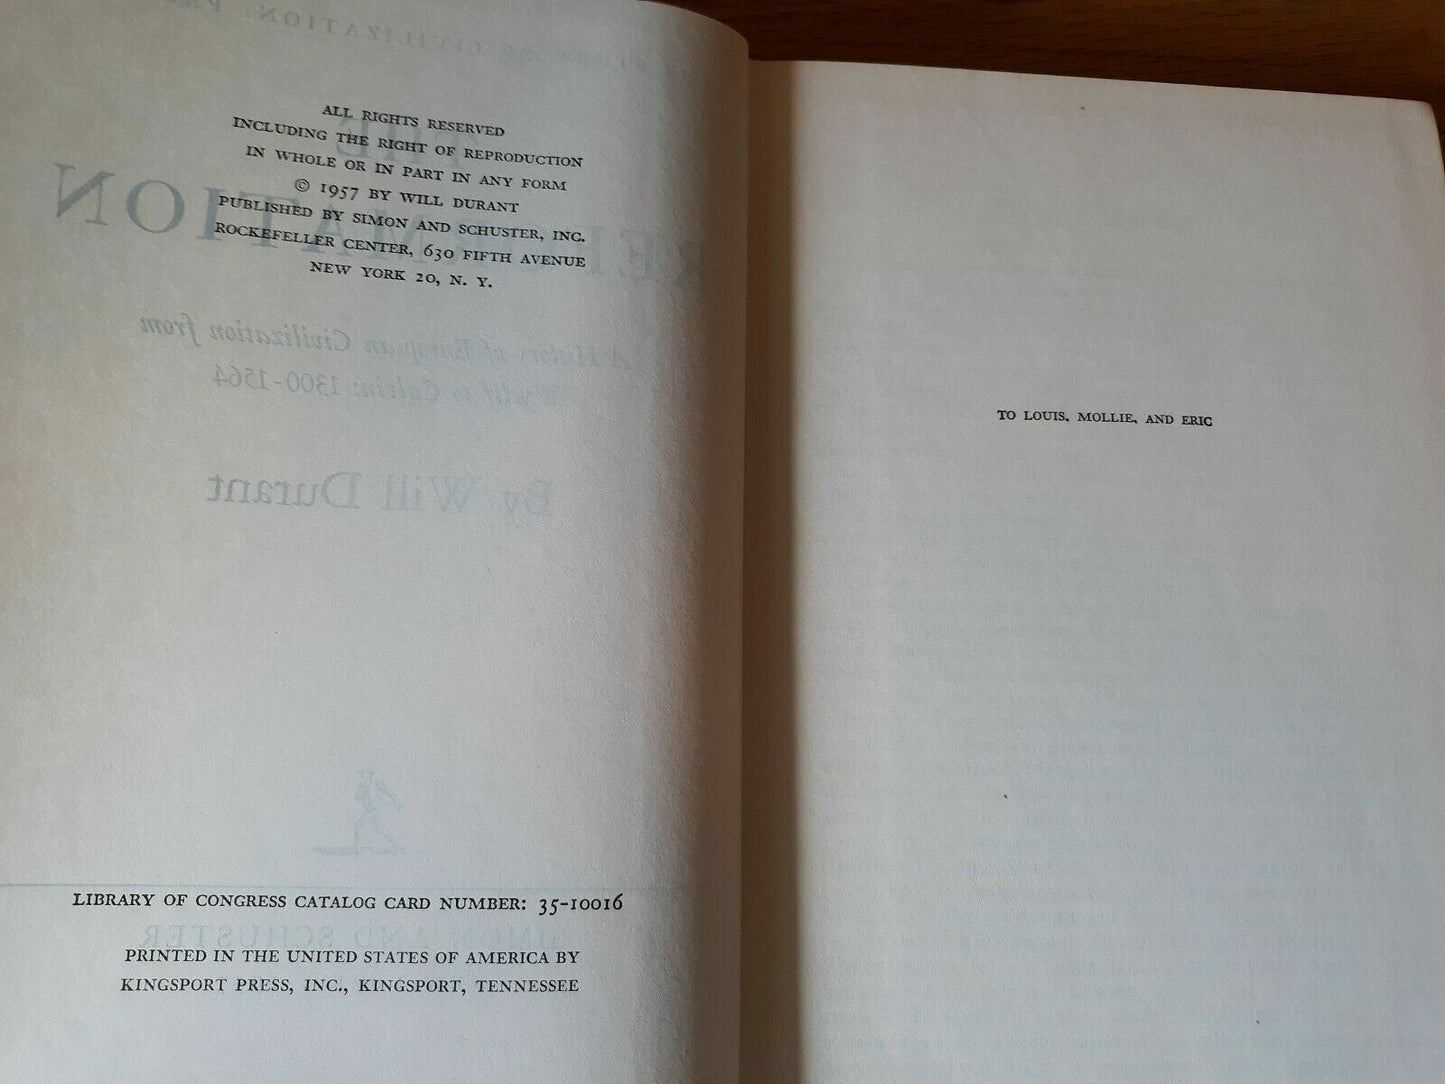 ALL RIGHTS RESERVED
INCLUDING THE RIGHT OF REPRODUCTION
IN WHOLE OR IN PART IN ANY FORM
© 1957 BY WILL DURANT
PUBLISHED BY SIMON AND SCHUSTER, INC.
ROCKEFELLER CENTER, 630 FIFTH AVENUE
NEW YORK 20, N. Y.
LIBRARY OF CONGRESS CATALOG CARD NUMBER: 35-10016
PRINTED IN THE UNITED STATES OF AMERICA BY
KINGSPORT PRESS, INC., KINGSPORT, TENNESSEE
TO LOUIS, MOLLIE, AND ERIC